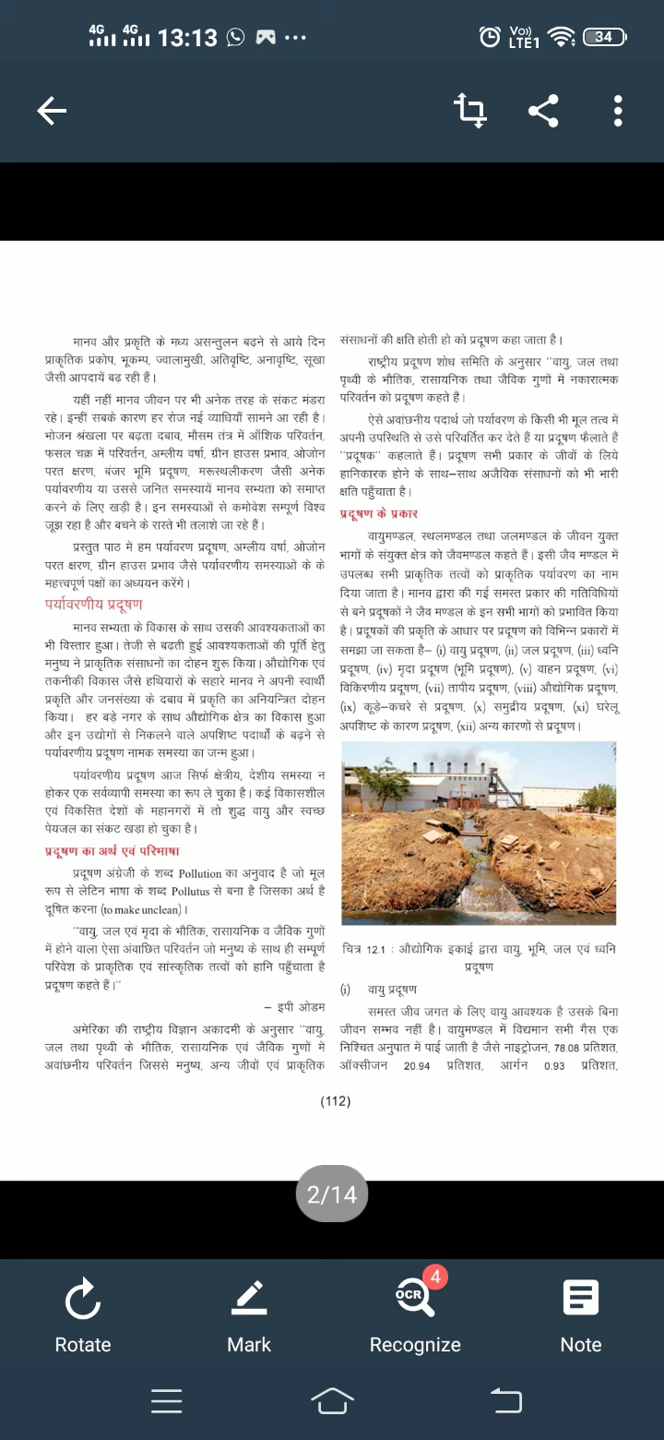 4G 4G 13:13 ... Vo)) LTE1 34
मानव और प्रकृति के मध्य असन्तुलन बढ़ने से आये दिन
प्राकृतिक प्रकोप, भूकम्प, ज्वालामुखी, अतिवृष्टि, अनावृष्टि, सूखा
जैसी आपदायें बढ़ रही हैं।
यहीं नहीं मानव जीवन पर भी अनेक तरह के संकट मंडरा
रहे। इन्हीं सबके कारण हर रोज नई व्याधियाँ सामने आ रही है।
भोजन श्रंखला पर बढ़ता दबाव, मौसम तंत्र में आँशिक परिवर्तन,
फसल चक्र में परिवर्तन, अम्लीय वर्षा, ग्रीन हाउस प्रभाव, ओजोन
परत क्षरण, बंजर भूमि प्रदूषण, मरूस्थलीकरण जैसी अनेक
पर्यावरणीय या उससे जनित समस्यायें मानव सभ्यता को समाप्त
करने के लिए खड़ी है। इन समस्याओं से कमोवेश सम्पूर्ण विश्व
जूझ रहा है और बचने के रास्ते भी तलाशे जा रहे हैं।
प्रस्तुत पाठ में हम पर्यावरण प्रदूषण, अम्लीय वर्षा, ओजोन
परत क्षरण, ग्रीन हाउस प्रभाव जैसे पर्यावरणीय समस्याओं के के
महत्त्वपूर्ण पक्षों का अध्ययन करेंगे।
पर्यावरणीय प्रदूषण
मानव सभ्यता के विकास के साथ उसकी आवश्यकताओं का
भी विस्तार हुआ। तेजी से बढती हुई आवश्यकताओं की पूर्ति हेतु
मनुष्य ने प्राकृतिक संसाधनों का दोहन शुरू किया। औद्योगिक एवं
तकनीकी विकास जैसे हथियारों के सहारे मानव ने अपनी स्वार्थी
प्रकृति और जनसंख्या के दबाव में प्रकृति का अनियन्त्रित दोहन
किया। हर बड़े नगर के साथ औद्योगिक क्षेत्र का विकास हुआ
और इन उद्योगों से निकलने वाले अपशिष्ट पदार्थों के बढ़ने से
पर्यावरणीय प्रदूषण नामक समस्या का जन्म हुआ।
पर्यावरणीय प्रदूषण आज सिर्फ क्षेत्रीय, देशीय समस्या न
होकर एक सर्वव्यापी समस्या का रूप ले चुका है। कई विकासशील
एवं विकसित देशों के महानगरों में तो शुद्ध वायु और स्वच्छ
पेयजल का संकट खड़ा हो चुका है।
प्रदूषण का अर्थ एवं परिभाषा
प्रदूषण अंग्रेजी के शब्द Pollution का अनुवाद है जो मूल
रूप से लेटिन भाषा के शब्द Pollutus से बना है जिसका अर्थ है
दूषित करना (to make unclean)।
"वायु, जल एवं मृदा के भौतिक, रासायनिक व जैविक गुणों
में होने वाला ऐसा अंवाछित परिवर्तन जो मनुष्य के साथ ही सम्पूर्ण
परिवेश के प्राकृतिक एवं सांस्कृतिक तत्वों को हानि पहुँचाता है
प्रदूषण कहते हैं।"
– इपी ओडम
अमेरिका की राष्ट्रीय विज्ञान अकादमी के अनुसार "वायु,
जल तथा पृथ्वी के भौतिक, रासायनिक एवं जैविक गुणों में
अवांछनीय परिवर्तन जिससे मनुष्य, अन्य जीवों एवं प्राकृतिक
संसाधनों की क्षति होती हो को प्रदूषण कहा जाता है।
राष्ट्रीय प्रदूषण शोध समिति के अनुसार "वायु, जल तथा
पृथ्वी के भौतिक, रासायनिक तथा जैविक गुणों में नकारात्मक
परिवर्तन को प्रदूषण कहते हैं।
ऐसे अवांछनीय पदार्थ जो पर्यावरण के किसी भी मूल तत्व में
अपनी उपस्थिति से उसे परिवर्तित कर देते हैं या प्रदूषण फैलाते हैं
"प्रदूषक" कहलाते हैं। प्रदूषण सभी प्रकार के जीवों के लिये
हानिकारक होने के साथ–साथ अजैविक संसाधनों को भी भारी
क्षति पहुँचाता है।
प्रदूषण के प्रकार
वायुमण्डल, स्थलमण्डल तथा जलमण्डल के जीवन युक्त
भागों के संयुक्त क्षेत्र को जैवमण्डल कहते हैं। इसी जैव मण्डल में
उपलब्ध सभी प्राकृतिक तत्वों को प्राकृतिक पर्यावरण का नाम
दिया जाता है। मानव द्वारा की गई समस्त प्रकार की गतिविधियों
से बने प्रदूषकों ने जैव मण्डल के इन सभी भागों को प्रभावित किया
है। प्रदूषकों की प्रकृति के आधार पर प्रदूषण को विभिन्न प्रकारों में
समझा जा सकता है– (i) वायु प्रदूषण, (ii) जल प्रदूषण, (iii) ध्वनि
प्रदूषण, (iv) मृदा प्रदूषण (भूमि प्रदूषण), (v) वाहन प्रदूषण, (vi)
विकिरणीय प्रदूषण, (vii) तापीय प्रदूषण, (viii) औद्योगिक प्रदूषण,
(ix) कूड़े–कचरे से प्रदूषण, (x) समुद्रीय प्रदूषण, (xi) घरेलू
अपशिष्ट के कारण प्रदूषण, (xii) अन्य कारणों से प्रदूषण।
चित्र 12.1 : औद्योगिक इकाई द्वारा वायु, भूमि, जल एवं ध्वनि
प्रदूषण
(i) वायु प्रदूषण
समस्त जीव जगत के लिए वायु आवश्यक है उसके बिना
जीवन सम्भव नहीं है। वायुमण्डल में विद्यमान सभी गैस एक
निश्चित अनुपात में पाई जाती है जैसे नाइट्रोजन, 78.08 प्रतिशत,
ऑक्सीजन 20.94 प्रतिशत, आर्गन 0.93 प्रतिशत,
(112)
2/14
4
OCR
Rotate Mark Recognize Note